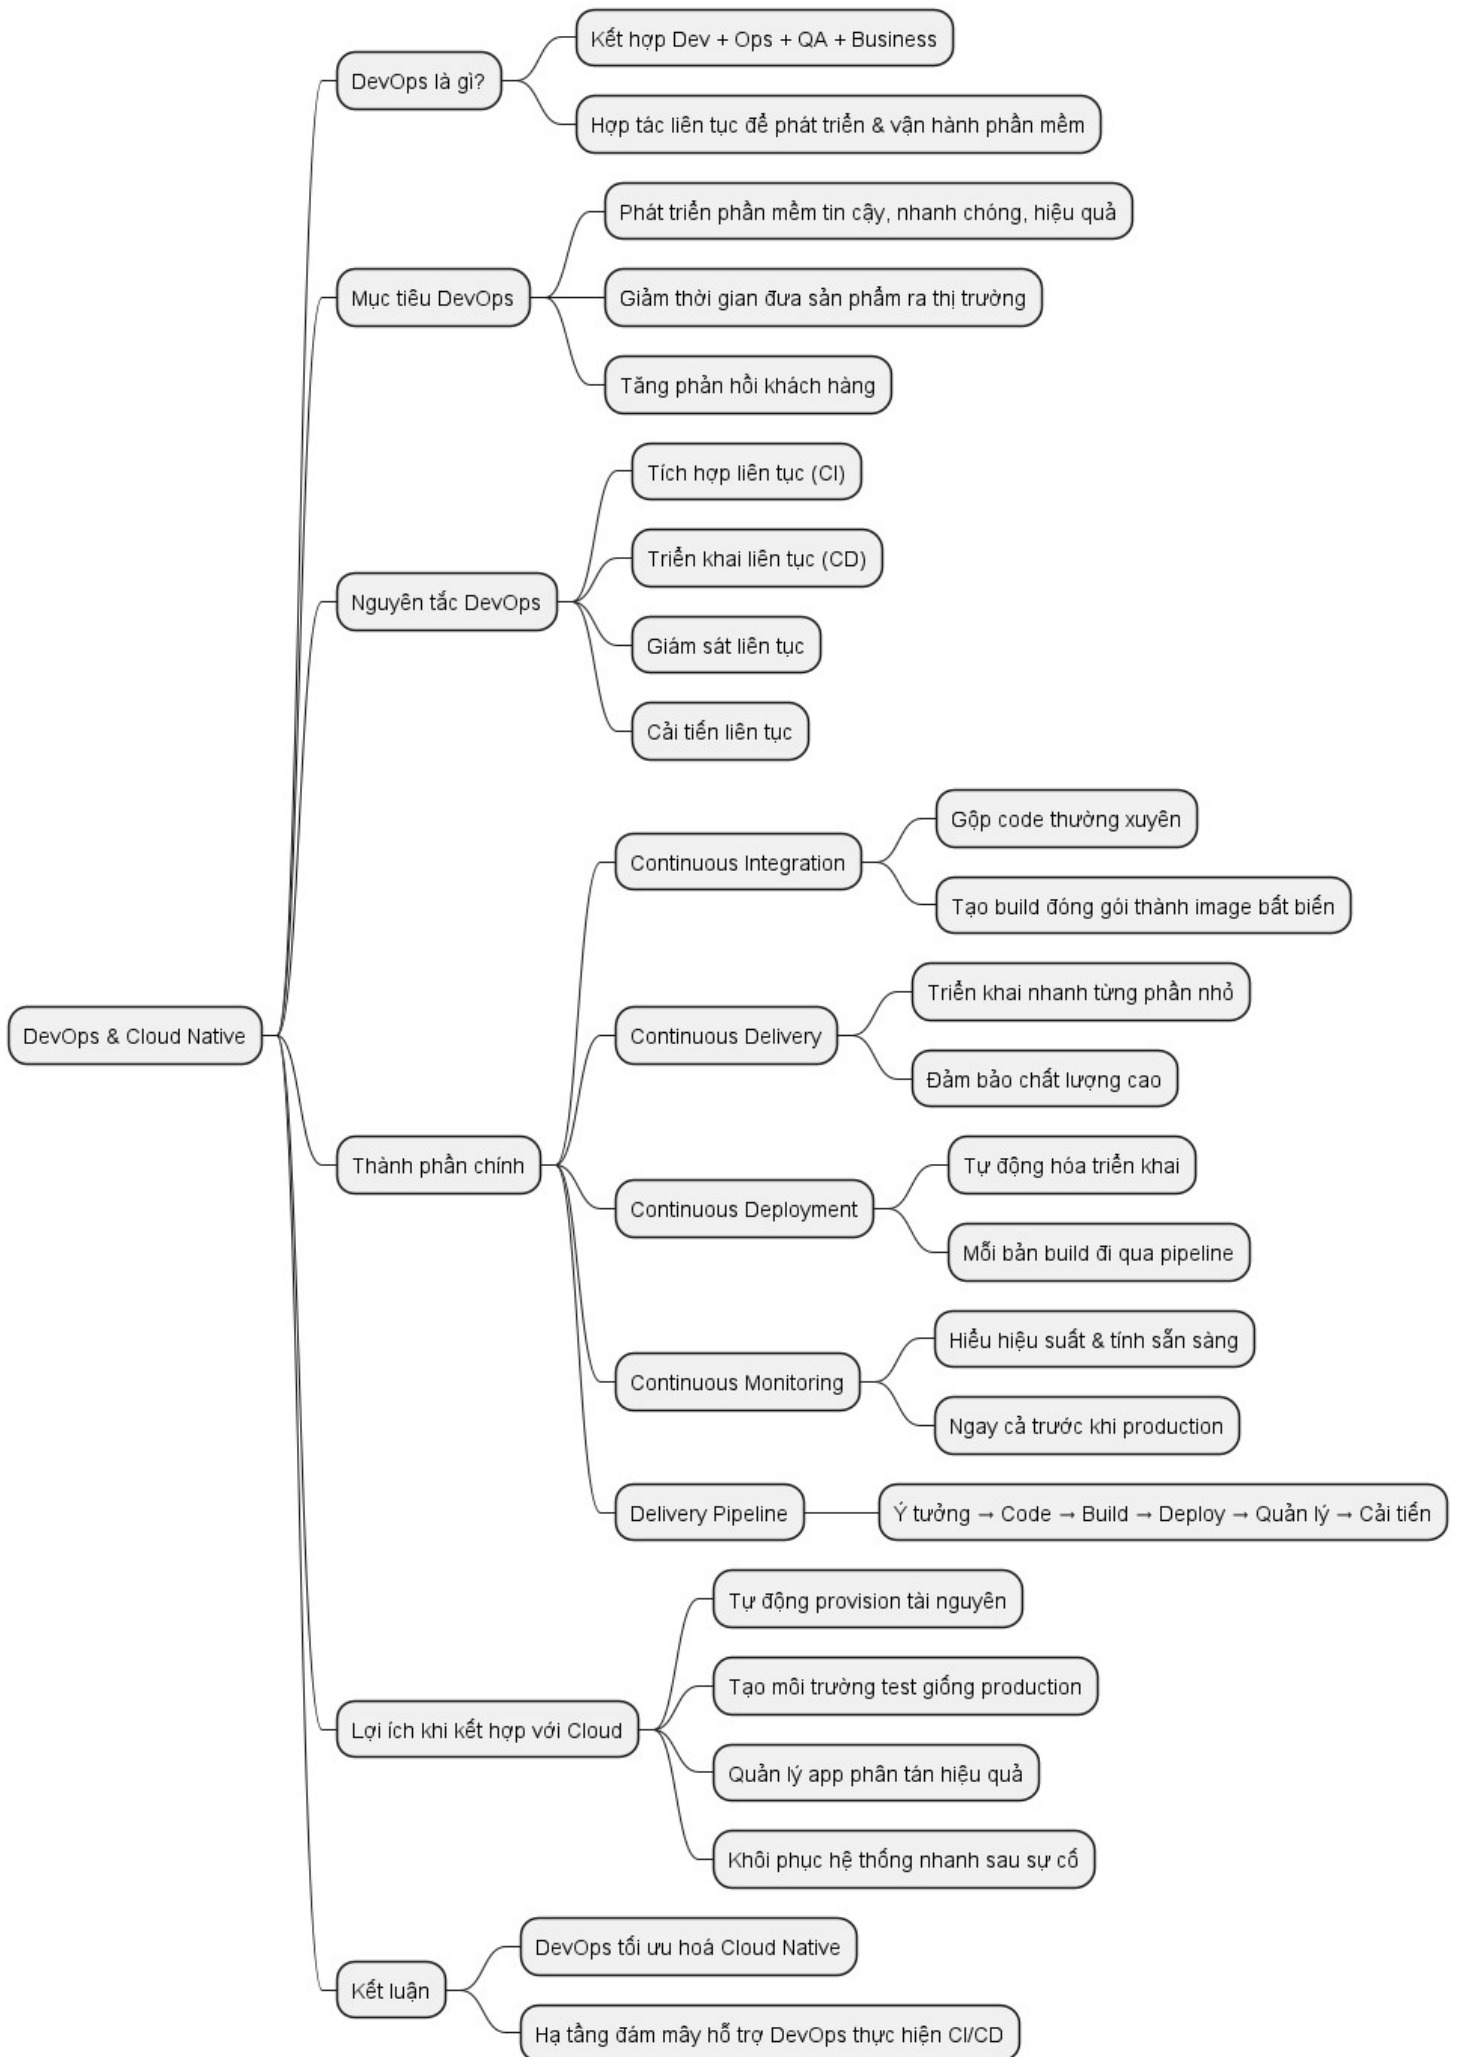 DevOps & Cloud Native
DevOps là gì?
Kết hợp Dev + Ops + QA + Business
Hợp tác liên tục để phát triển & vận hành phần mềm
Mục tiêu DevOps
Phát triển phần mềm tin cậy, nhanh chóng, hiệu quả
Giảm thời gian đưa sản phẩm ra thị trường
Tăng phản hồi khách hàng
Nguyên tắc DevOps
Tích hợp liên tục (CI)
Triển khai liên tục (CD)
Giám sát liên tục
Cải tiến liên tục
Thành phần chính
Continuous Integration
Gộp code thường xuyên
Tạo build đóng gói thành image bất biến
Continuous Delivery
Triển khai nhanh từng phần nhỏ
Đảm bảo chất lượng cao
Continuous Deployment
Tự động hóa triển khai
Mỗi bản build đi qua pipeline
Continuous Monitoring
Hiểu hiệu suất & tính sẵn sàng
Ngay cả trước khi production
Delivery Pipeline
Ý tưởng → Code → Build → Deploy → Quản lý → Cải tiến
Lợi ích khi kết hợp với Cloud
Tự động provision tài nguyên
Tạo môi trường test giống production
Quản lý app phân tán hiệu quả
Khôi phục hệ thống nhanh sau sự cố
Kết luận
DevOps tối ưu hoá Cloud Native
Hạ tầng đám mây hỗ trợ DevOps thực hiện CI/CD